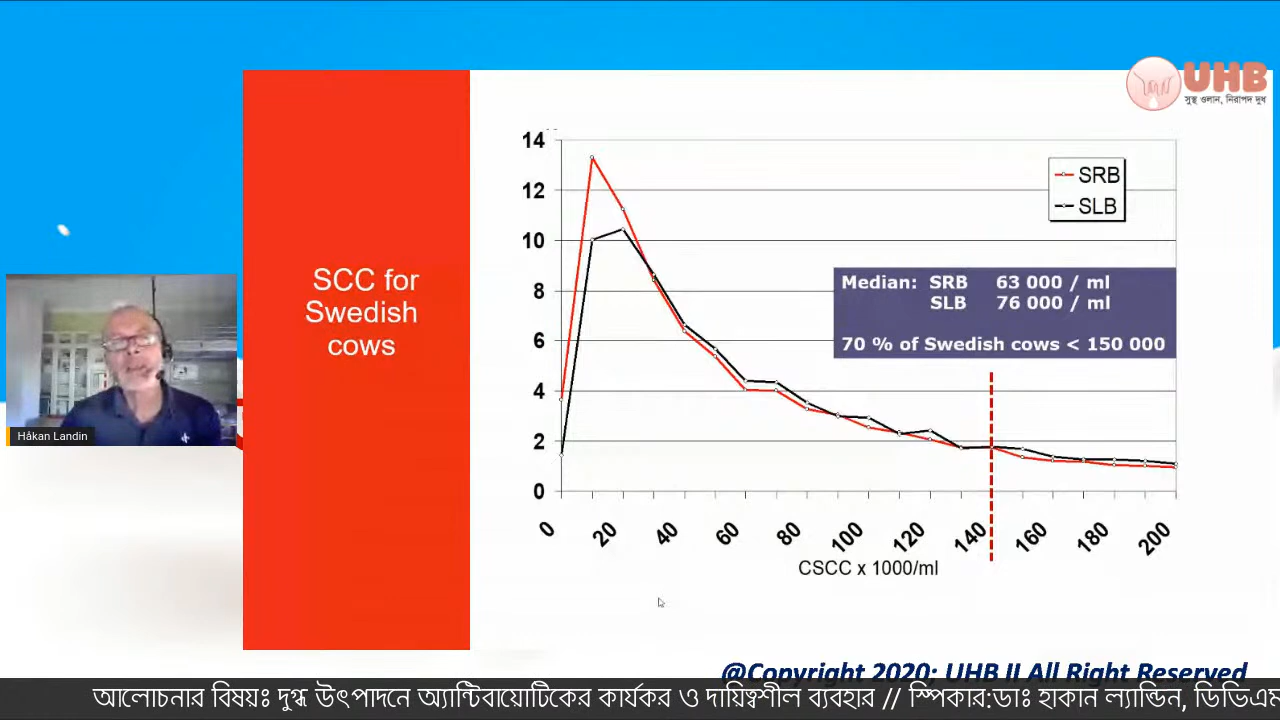 UHB
সুস্থ ওলান, নিরাপদ দুধ
SCC for
Swedish
cows
14
12
10
8
6
4
2
0
SRB
SLB
Median: SRB 63 000 / ml
SLB 76 000 / ml
70 % of Swedish cows < 150 000
0 20 40 60 80 100 120 140 160 180 200
CSCC x 1000/ml
Håkan Landin
@Copyright 2020; UHB II All Right Reserved
আলোচনার বিষয়ঃ দুগ্ধ উৎপাদনে অ্যান্টিবায়োটিকের কার্যকর ও দায়িত্বশীল ব্যবহার // স্পিকার:ডাঃ হাকান ল্যান্ডিন, ডিভিএম